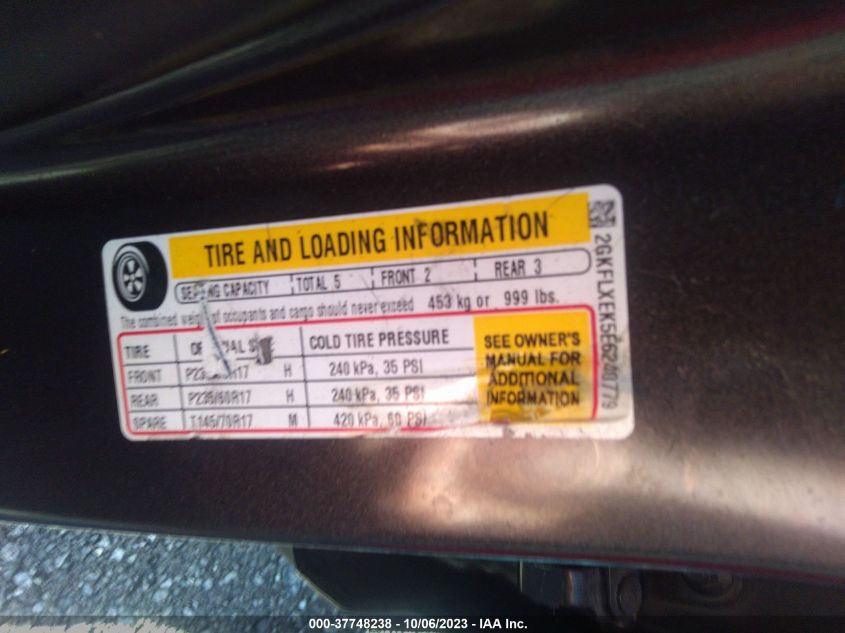 TIRE AND LOADING INFORMATION
SEATING CAPACITY TOTAL 5 FRONT 2 REAR 3
The combined weight of occupants and cargo should never exceed 453 kg or 999 lbs.
TIRE ORIGINAL SIZE COLD TIRE PRESSURE
FRONT H 240 kPa, 35 PSI
REAR P235/60R17 H 240 kPa, 35 PSI
SPARE T145/70R17 M 420 kPa, 60 PSI
SEE OWNER'S
MANUAL FOR
ADDITIONAL
INFORMATION
000-37748238 - 10/06/2023 - IAA Inc.